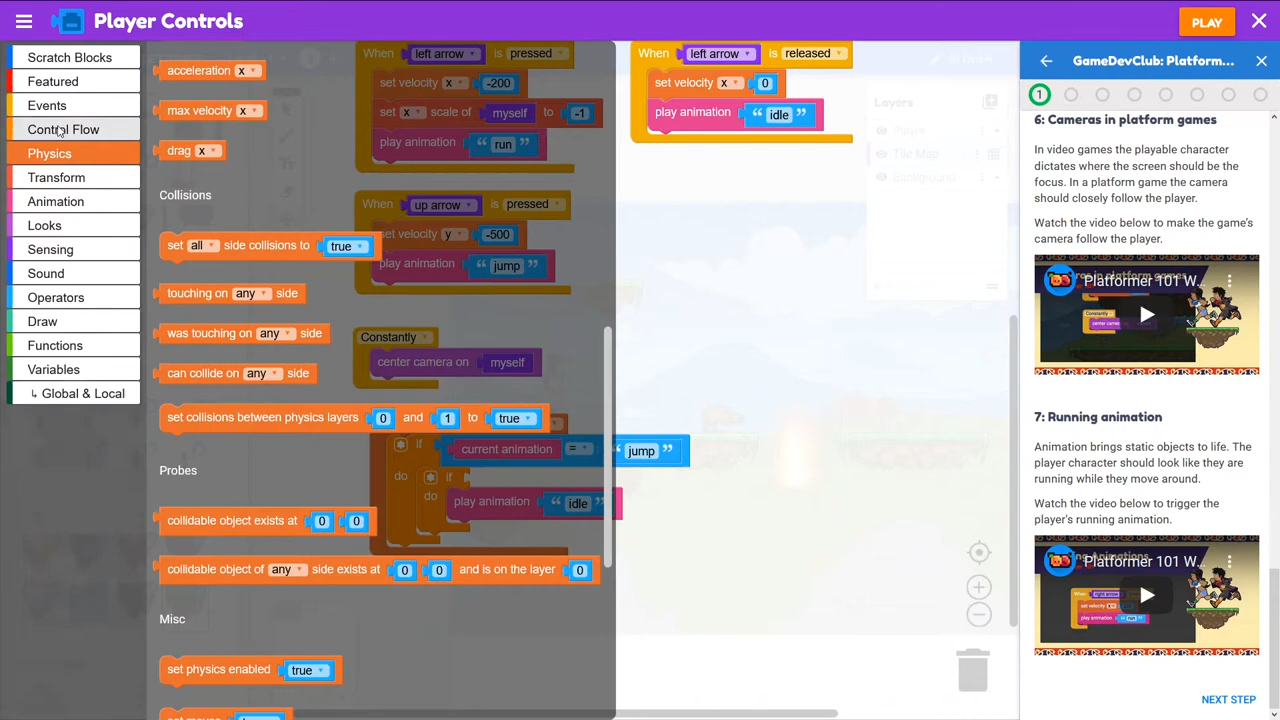 Player Controls
PLAY
Scratch Blocks
Featured
Events
Control Flow
Physics
Transform
Animation
Looks
Sensing
Sound
Operators
Draw
Functions
Variables
↳ Global & Local
acceleration x
max velocity x
drag x
Collisions
set all side collisions to true
touching on any side
was touching on any side
can collide on any side
set collisions between physics layers 0 and 1 to true
Probes
collidable object exists at 0 0
collidable object of any side exists at 0 0 and is on the layer 0
Misc
set physics enabled true
When left arrow is pressed
set velocity x -200
set x scale of myself to -1
play animation “ run ”
When up arrow is pressed
set velocity y -500
play animation “ jump ”
Constantly
center camera on myself
if current animation = “ jump ”
do if
do play animation “ idle ”
When left arrow is released
set velocity x 0
play animation “ idle ”
Layers
Player
Tile Map
Background
GameDevClub: Platform...
1
6: Cameras in platform games
In video games the playable character
dictates where the screen should be
the focus. In a platform game the camera
should closely follow the player.
Watch the video below to make the game's
camera follow the player.
Platformer 101 W...
Constantly
7: Running animation
Animation brings static objects to life. The
player character should look like they are
running while they move around.
Watch the video below to trigger the
player's running animation.
Platformer 101 W...
NEXT STEP